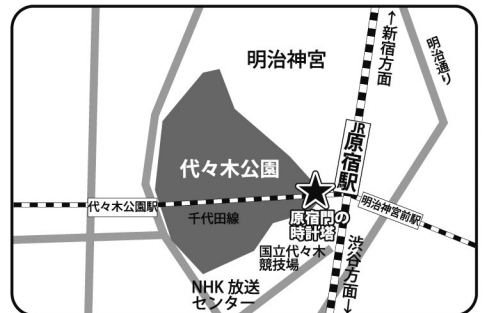 ↑新宿方面
明治通り
明治神宮
JR原宿駅
代々木公園
代々木公園駅
千代田線
原宿門の
時計塔
明治神宮前駅
国立代々木
競技場
渋谷方面↓
NHK 放送
センター